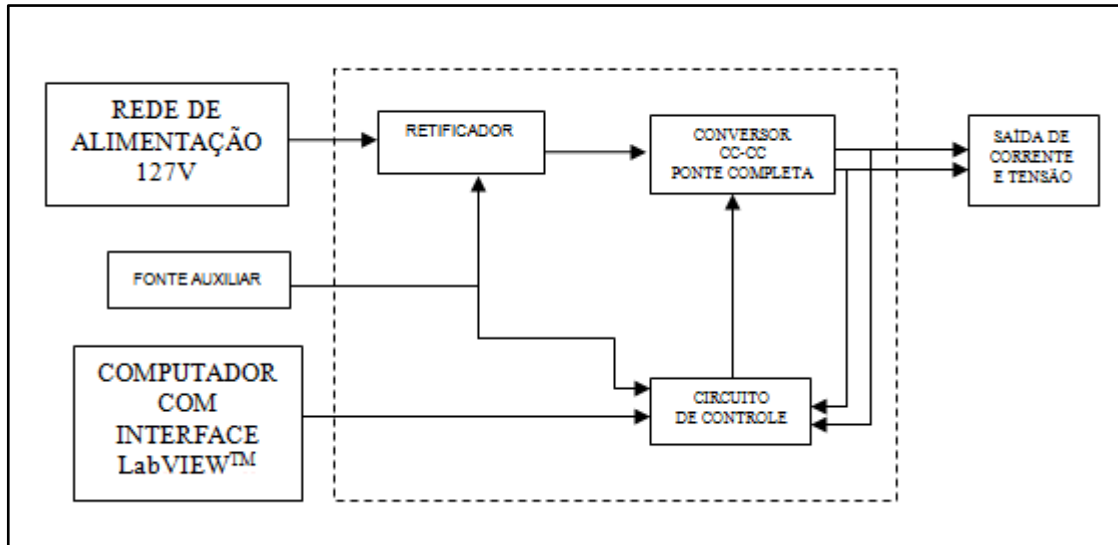 REDE DE
ALIMENTAÇÃO
127V
RETIFICADOR
CONVERSOR
CC-CC
PONTE COMPLETA
SAÍDA DE
CORRENTE
E TENSÃO
FONTE AUXILIAR
COMPUTADOR
COM
INTERFACE
LabVIEW™
CIRCUITO
DE CONTROLE